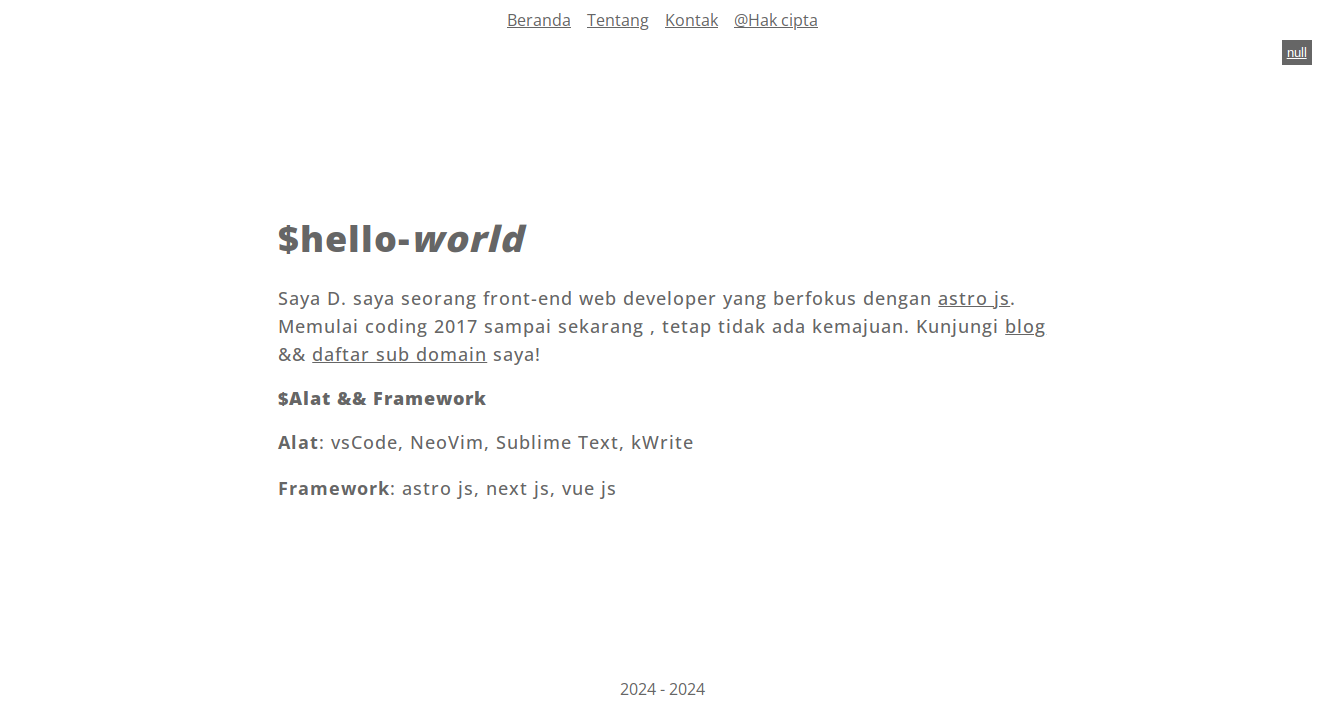 Beranda Tentang Kontak @Hak cipta
null
$hello-world
Saya D. saya seorang front-end web developer yang berfokus dengan astro js.
Memulai coding 2017 sampai sekarang , tetap tidak ada kemajuan. Kunjungi blog
&& daftar sub domain saya!
$Alat && Framework
Alat: vsCode, NeoVim, Sublime Text, kWrite
Framework: astro js, next js, vue js
2024 - 2024